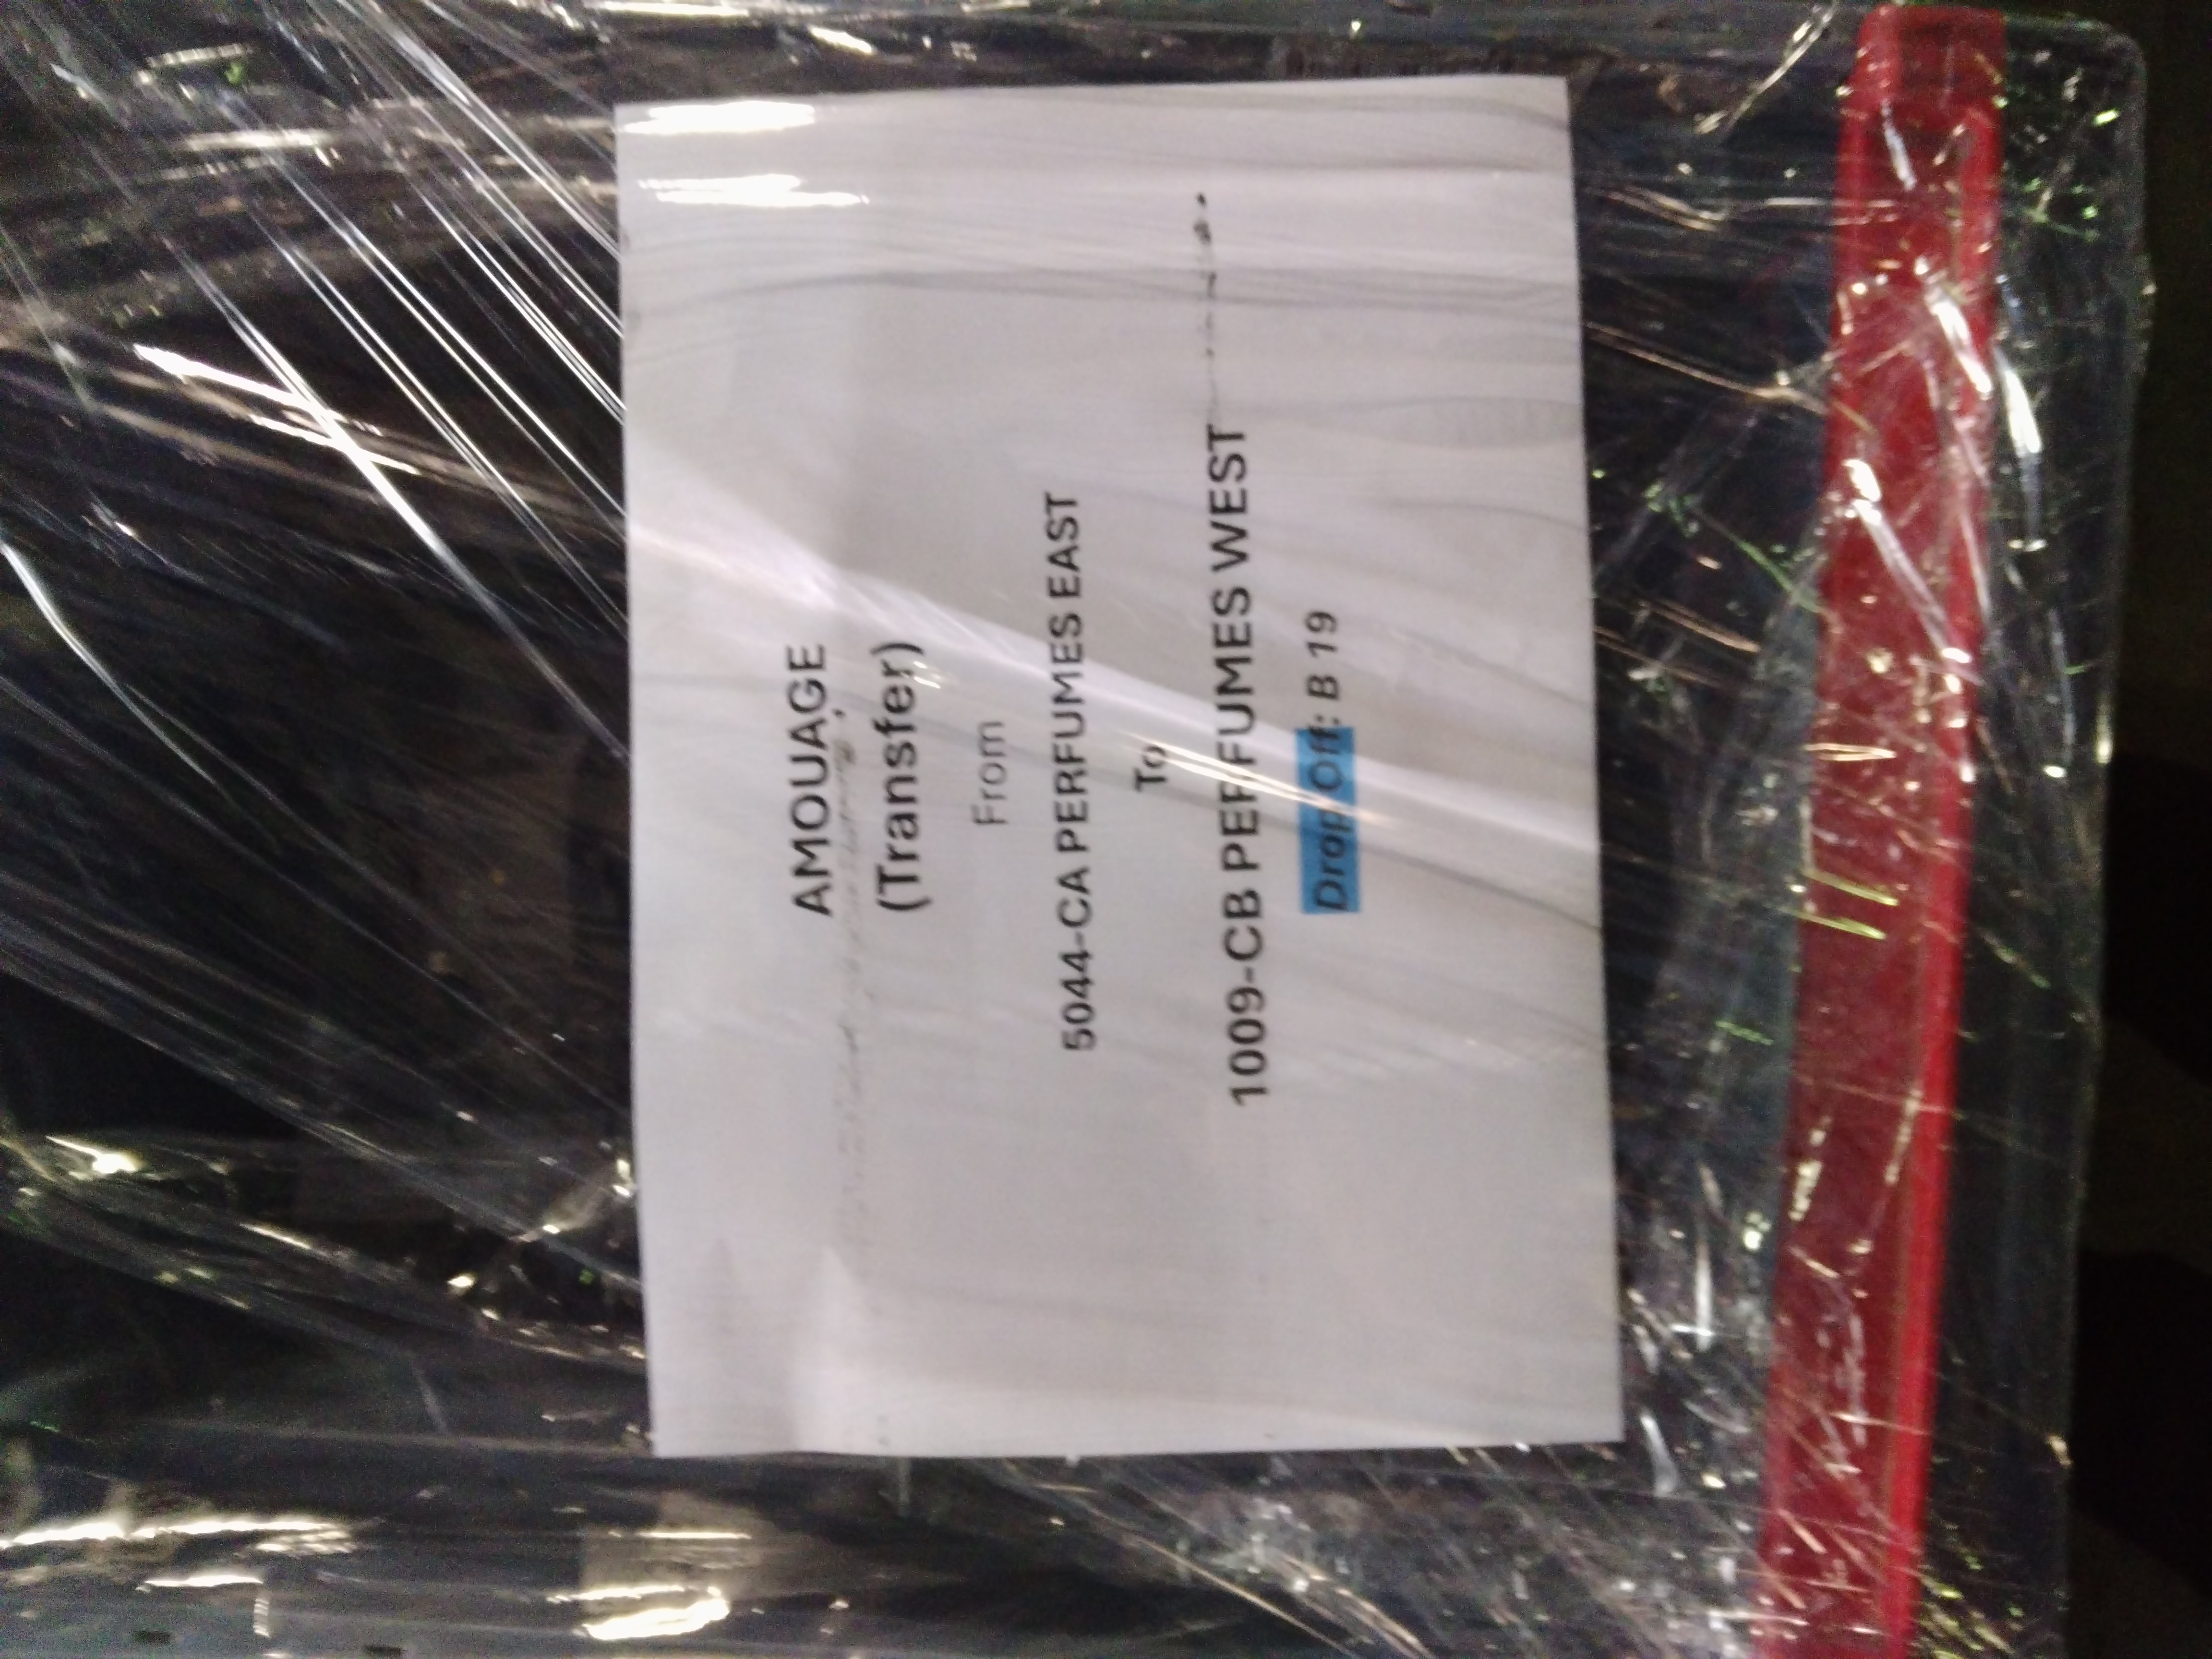 AMOUAGE
(Transfer)
From
5044-CA PERFUMES EAST
To
1009-CB PERFUMES WEST
Drop Off: B 19